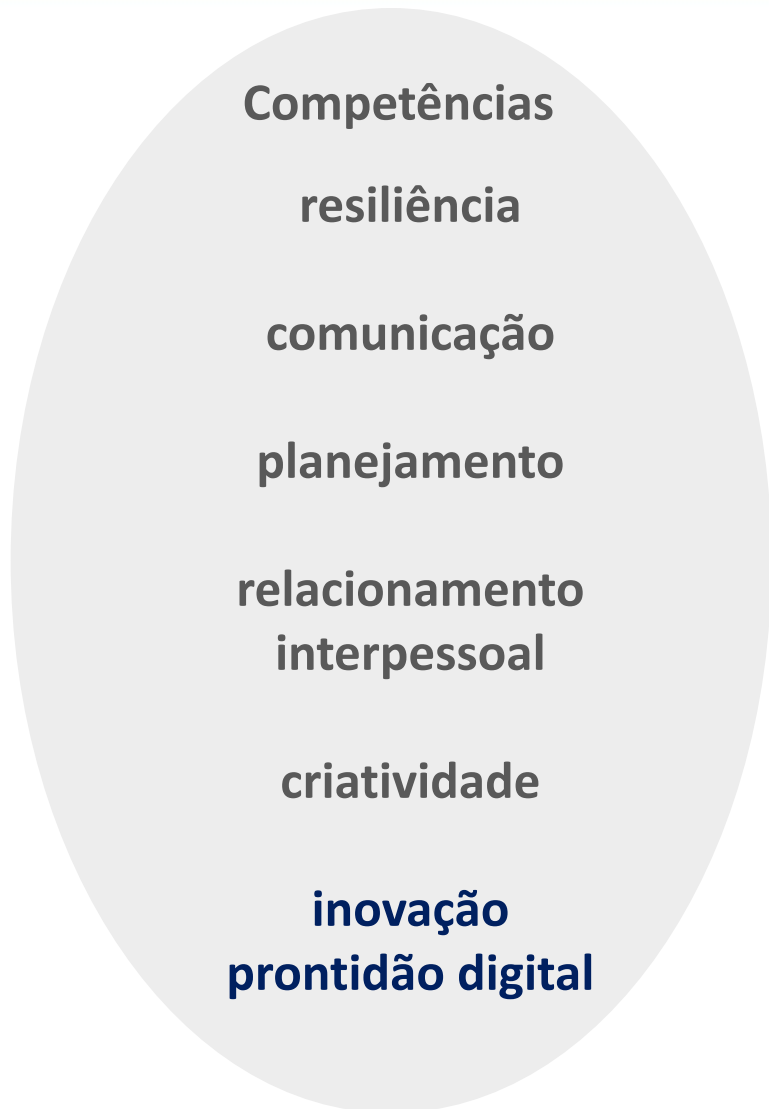 Competências
resiliência
comunicação
planejamento
relacionamento
interpessoal
criatividade
inovação
prontidão digital